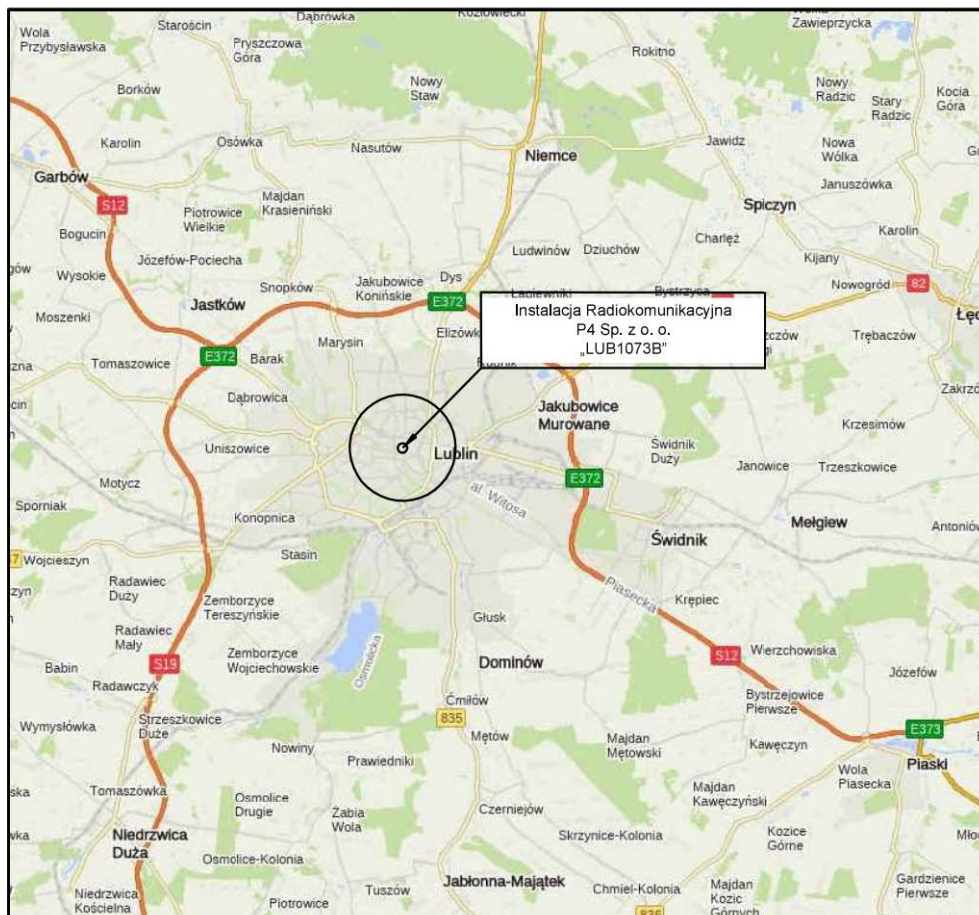 Wola
Przybysławska
Starościn
Dąbrówka
Kozłowiecki
Zawieprzycka
Pryszczowa
Góra
Rokitno
Borków
Nowy
Staw
Nowy
Radzic
Stary
Radzic
Kocia
Góra
Karolin
Osówka
Nasutów
Niemce
Jawidz
Nowa
Wólka
Garbów
Majdan
Krasieniński
Januszówka
S12
Piotrowice
Wielkie
Spiczyn
Bogucin
Ludwinów
Dziuchów
Charlęż
Karolin
Józefów-Pociecha
Kijany
Wysokie
Snopków
Jakubowice
Konińskie
Dys
Nowogród
82
Jastków
E372
Bystrzyca
Moszenki
Instalacja Radiokomunikacyjna
P4 Sp. z o. o.
„LUB1073B”
Elizówka
Marysin
Trębaczów
E372
Barak
Tomaszowice
Dąbrowica
Jakubowice
Murowane
Krzesimów
Uniszowice
Lublin
Świdnik
Duży
Janowice
Trzeszkowice
Motycz
E372
al. Witosa
Sporniak
Konopnica
Mełgiew
Stasin
Świdnik
Wojcieszyn
Radawiec
Duży
Zemborzyce
Tereszyńskie
Piasecka
Krępiec
Głusk
Radawiec
Mały
Osmolicka
S12
Wierzchowiska
S19
Zemborzyce
Wojciechowskie
Dominów
Babin
Józefów
Radawczyk
Ćmiłów
Bystrzejowice
Pierwsze
Wymysłówka
Strzeszkowice
Duże
835
E373
Nowiny
Mętów
Majdan
Mętowski
Kawęczyn
Prawiedniki
Wola
Piasecka
Piaski
Tomaszówka
Osmolice
Drugie
Żabia
Wola
Czerniejów
Majdan
Kawęczyński
Niedrzwica
Duża
Skrzynice-Kolonia
Kozice
Górne
Osmolice-Kolonia
Niedrzwica
Kościelna
Piotrowice
Tuszów
Jabłonna-Majątek
Chmiel-Kolonia
Majdan
Kozic
Górnych
Gardzienice
Pierwsze
836